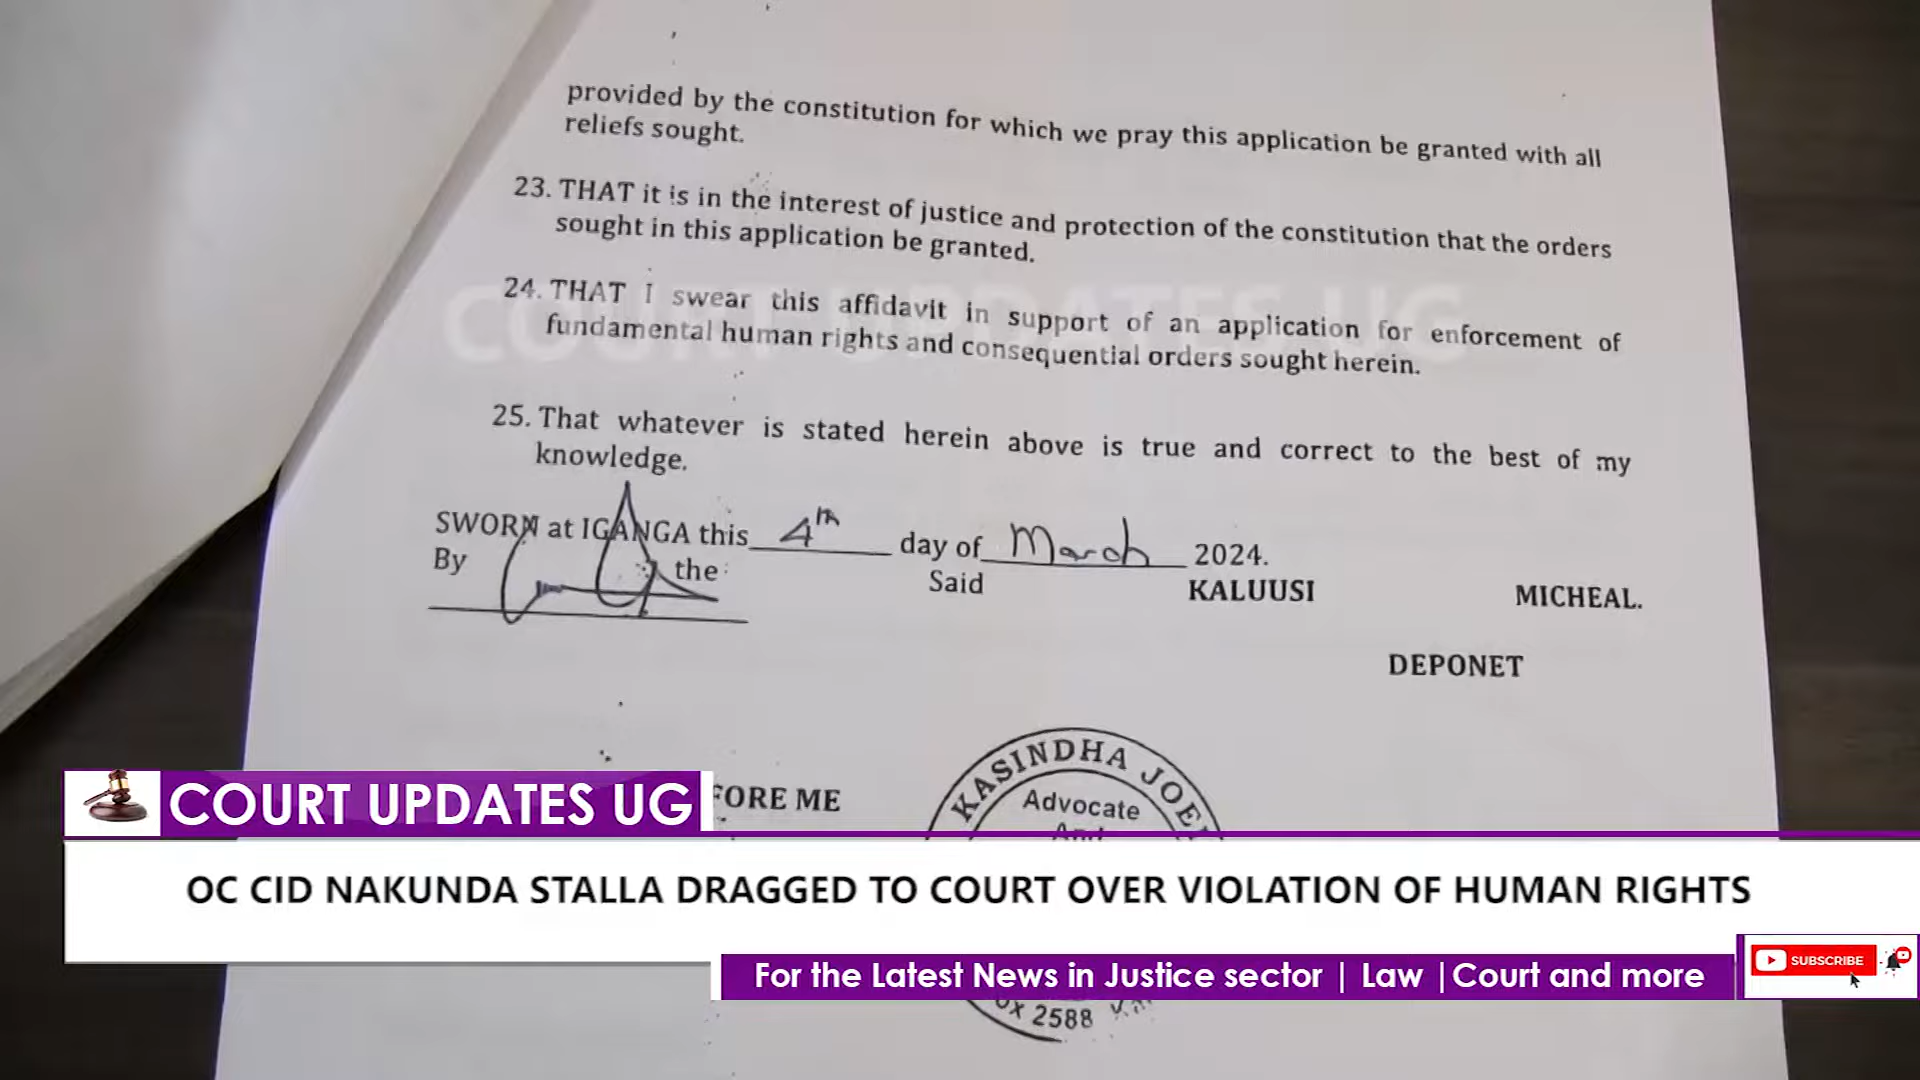 provided by the constitution for which we pray this application be granted with all
reliefs sought.
23. THAT it is in the interest of justice and protection of the constitution that the orders
sought in this application be granted.
24. THAT I swear this affidavit in support of an application for enforcement of
fundamental human rights and consequential orders sought herein.
COURT UPDATES UG
25. That whatever is stated herein above is true and correct to the best of my
knowledge.
SWORN at IGANGA this 4th day of March 2024.
By the Said KALUUSI MICHEAL.
DEPONET
FORE ME
KASINDHA JOE
Advocate
COURT UPDATES UG
OC CID NAKUNDA STALLA DRAGGED TO COURT OVER VIOLATION OF HUMAN RIGHTS
For the Latest News in Justice sector | Law |Court and more
SUBSCRIBE
2588